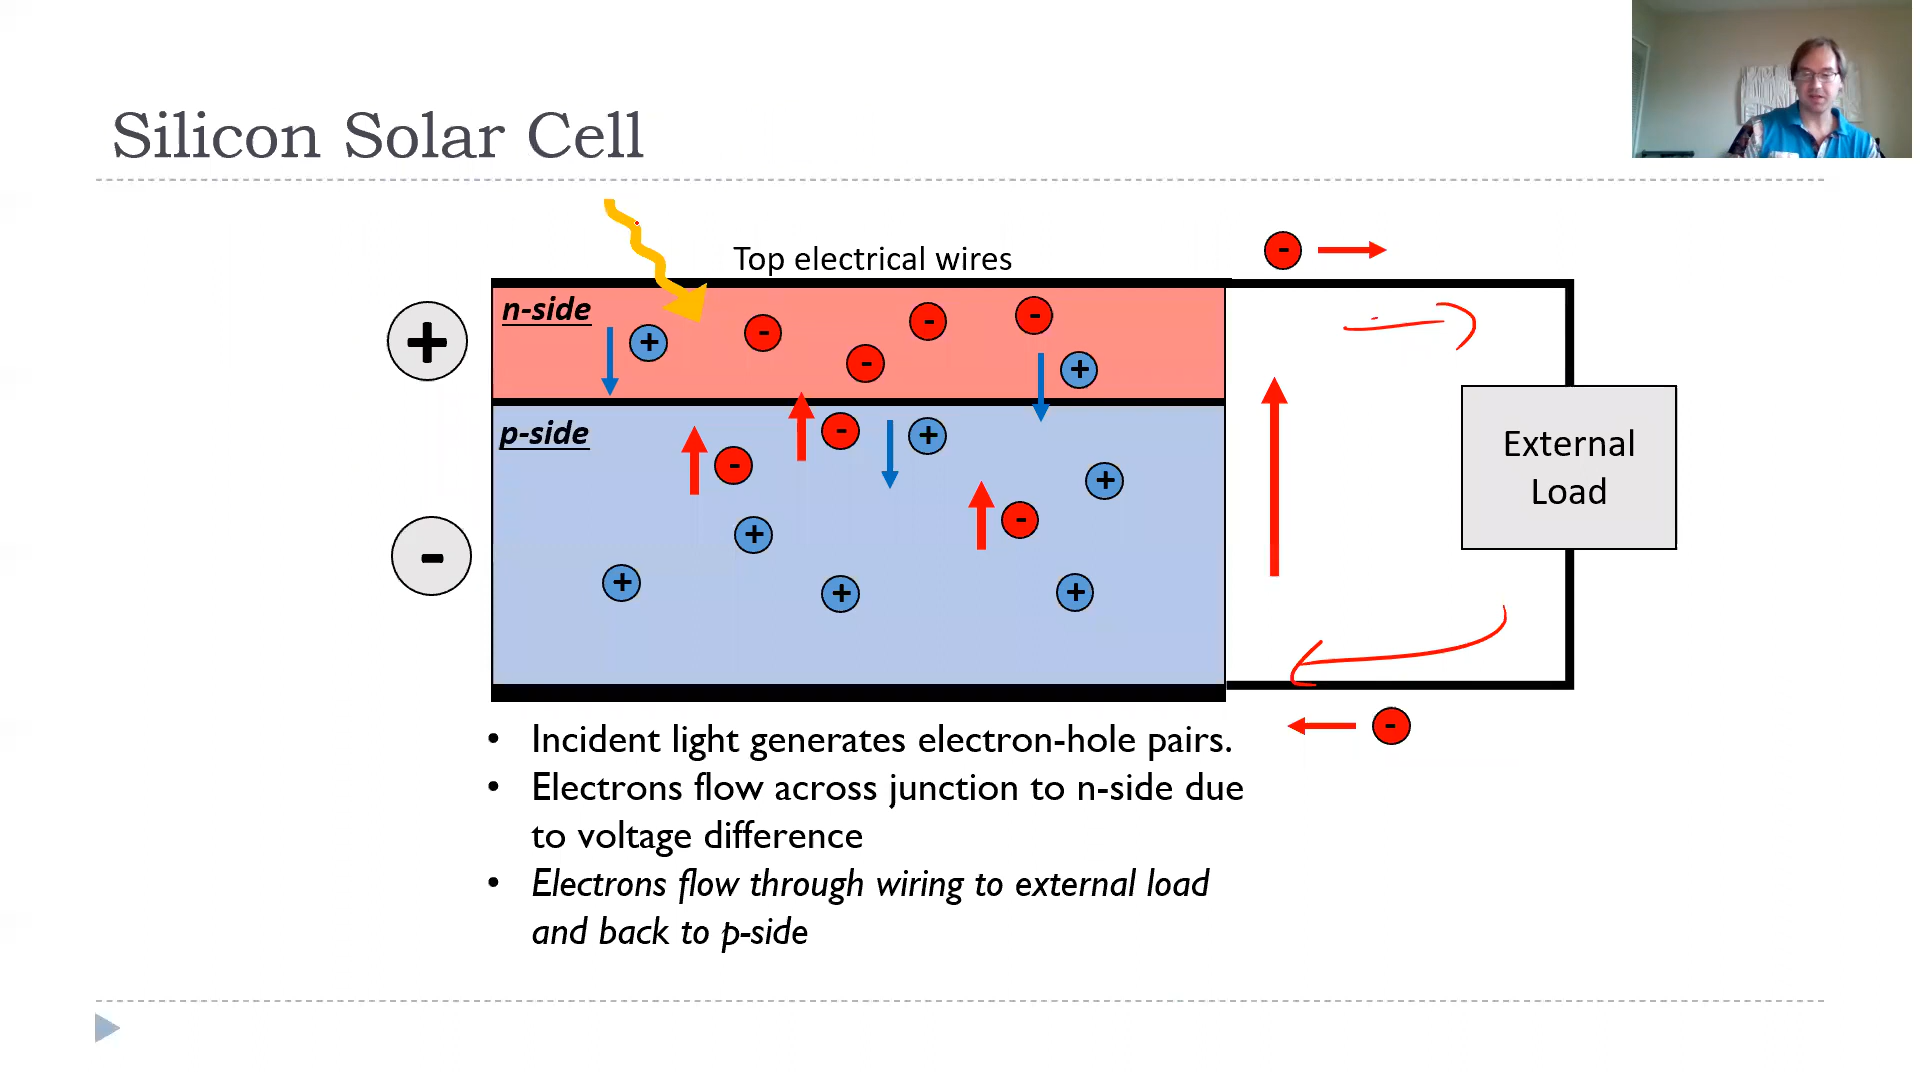 Silicon Solar Cell
Top electrical wires
-
n-side
+
+
-
-
-
-
+
p-side
-
+
-
+
External
Load
-
-
+
+
+
+
+
-
• Incident light generates electron-hole pairs.
• Electrons flow across junction to n-side due
to voltage difference
• Electrons flow through wiring to external load
and back to p-side